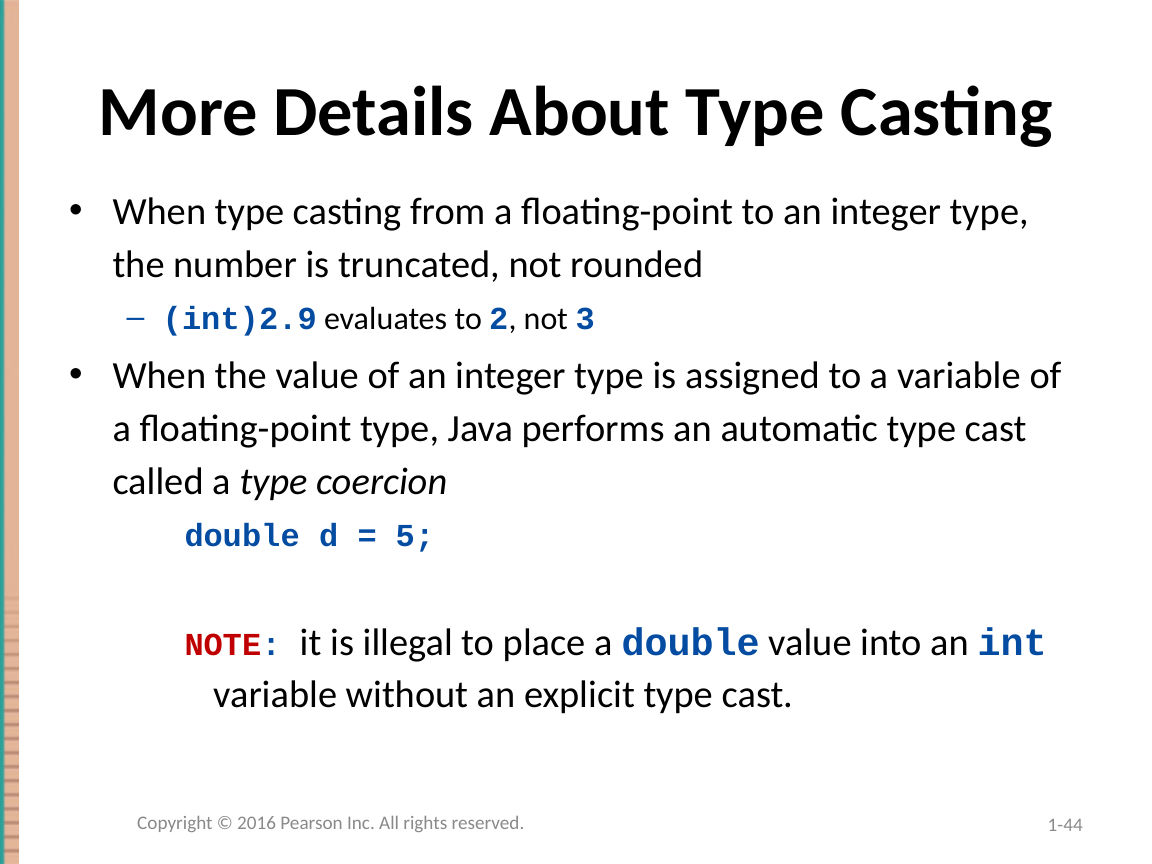 More Details About Type Casting
• When type casting from a floating-point to an integer type,
the number is truncated, not rounded
– (int)2.9 evaluates to 2, not 3
• When the value of an integer type is assigned to a variable of
a floating-point type, Java performs an automatic type cast
called a type coercion
double d = 5;
NOTE: it is illegal to place a double value into an int
variable without an explicit type cast.
Copyright © 2016 Pearson Inc. All rights reserved.
1-44